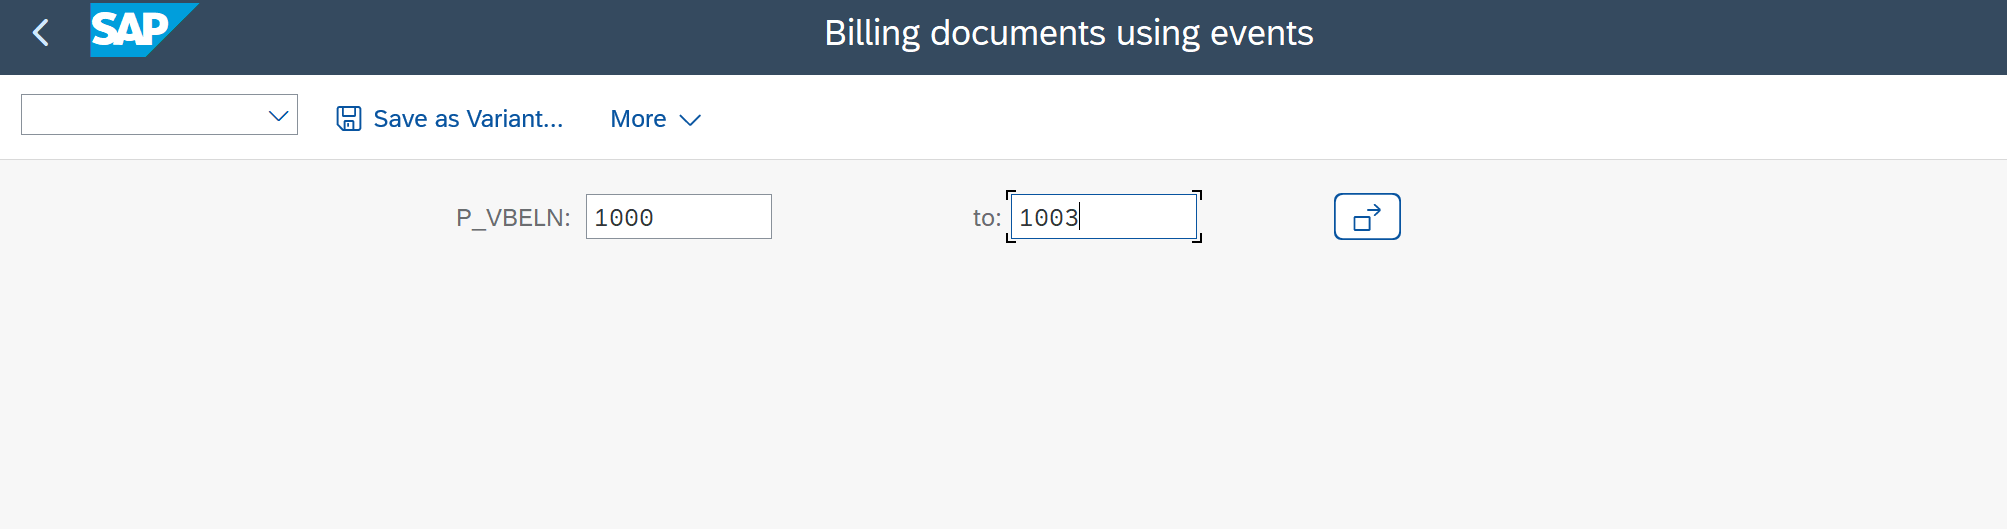 SAP
Billing documents using events
Save as Variant... More
P_VBELN: 1000 to: 1003